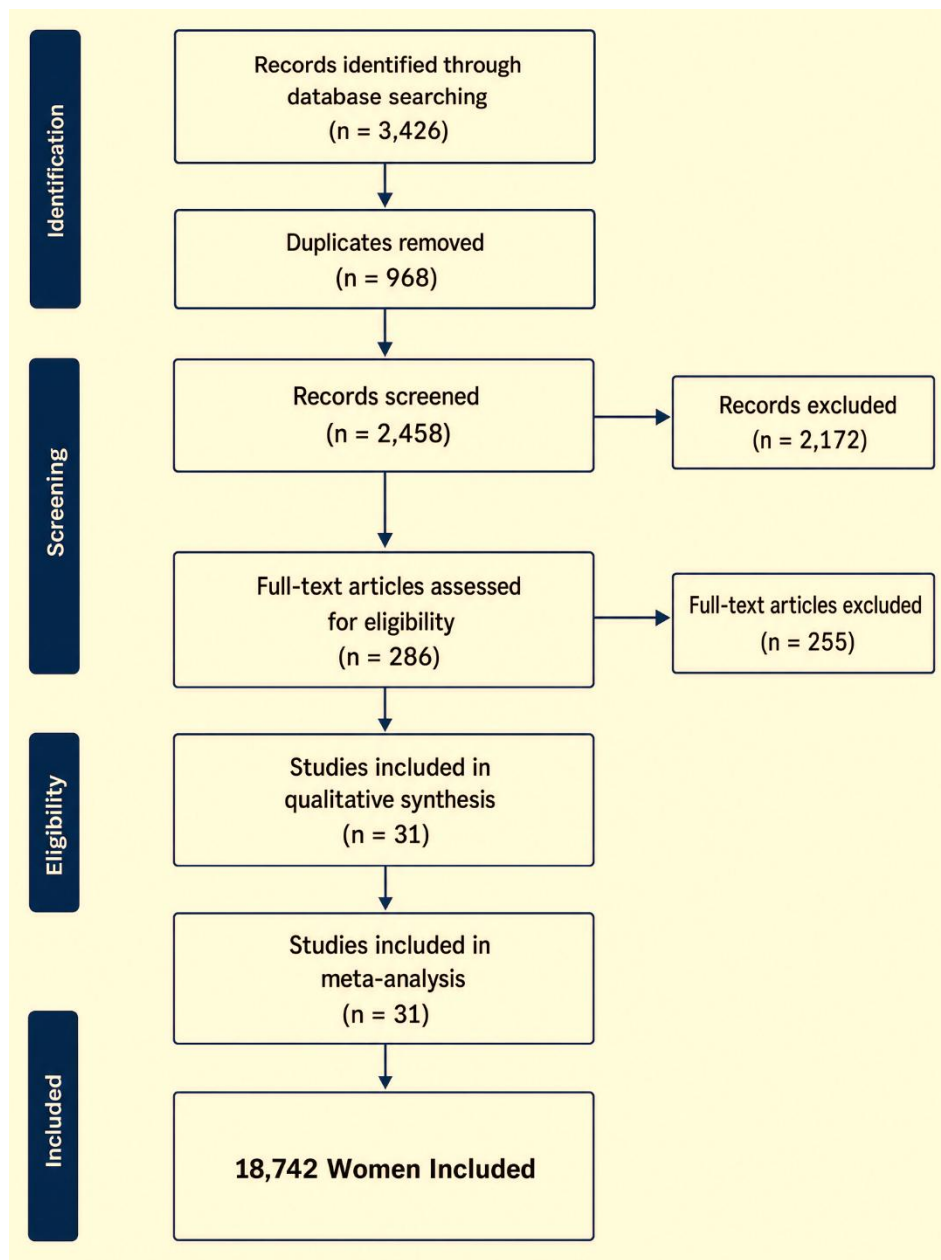 Identification
Records identified through
database searching
(n = 3,426)
Duplicates removed
(n = 968)
Screening
Records screened
(n = 2,458)
Records excluded
(n = 2,172)
Full-text articles assessed
for eligibility
(n = 286)
Full-text articles excluded
(n = 255)
Eligibility
Studies included in
qualitative synthesis
(n = 31)
Studies included in
meta-analysis
(n = 31)
Included
18,742 Women Included